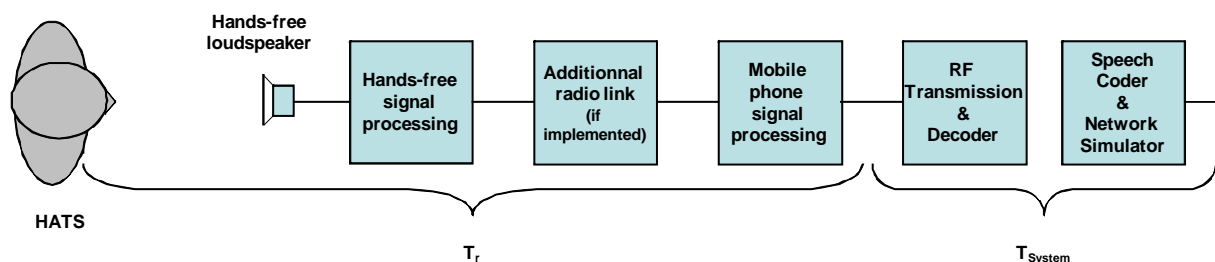 Hands-free
loudspeaker
Hands-free
signal
processing
Additionnal
radio link
(if
implemented)
Mobile
phone
signal
processing
RF
Transmission
&
Decoder
Speech
Coder
&
Network
Simulator
HATS
Tr
TSystem